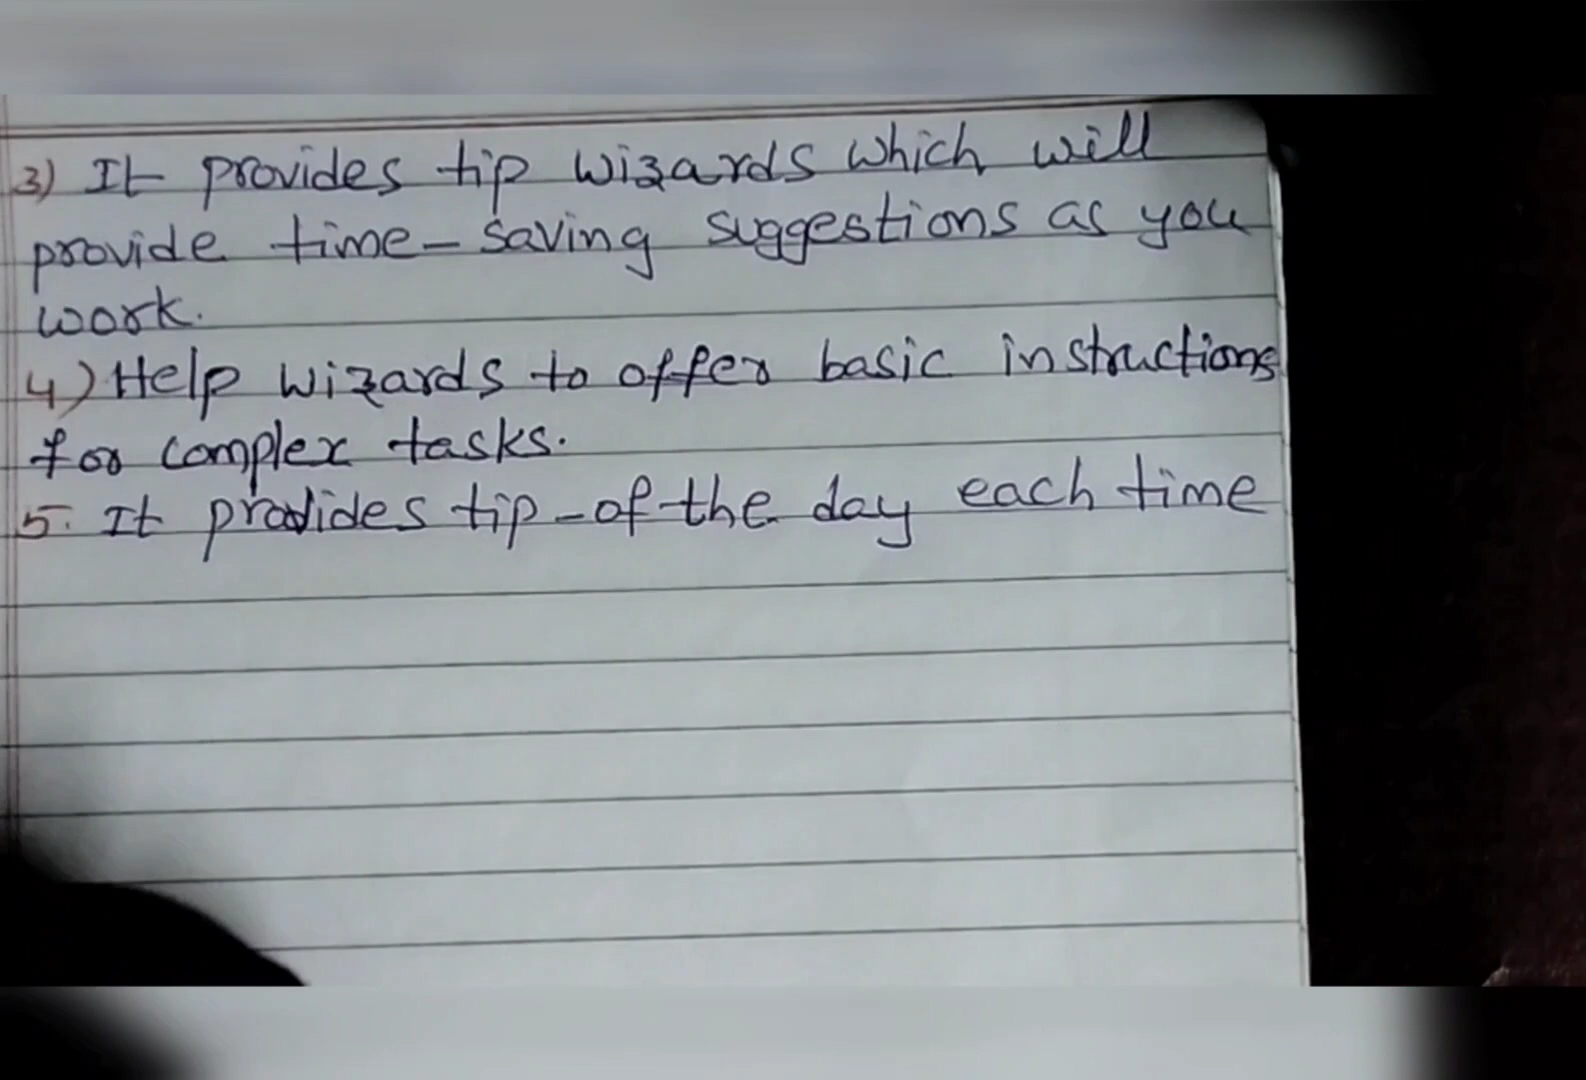 3) It provides tip wizards which will
provide time-saving suggestions as you
work.
4) Help wizards to offer basic instructions
for complex tasks.
5. It provides tip-of-the day each time